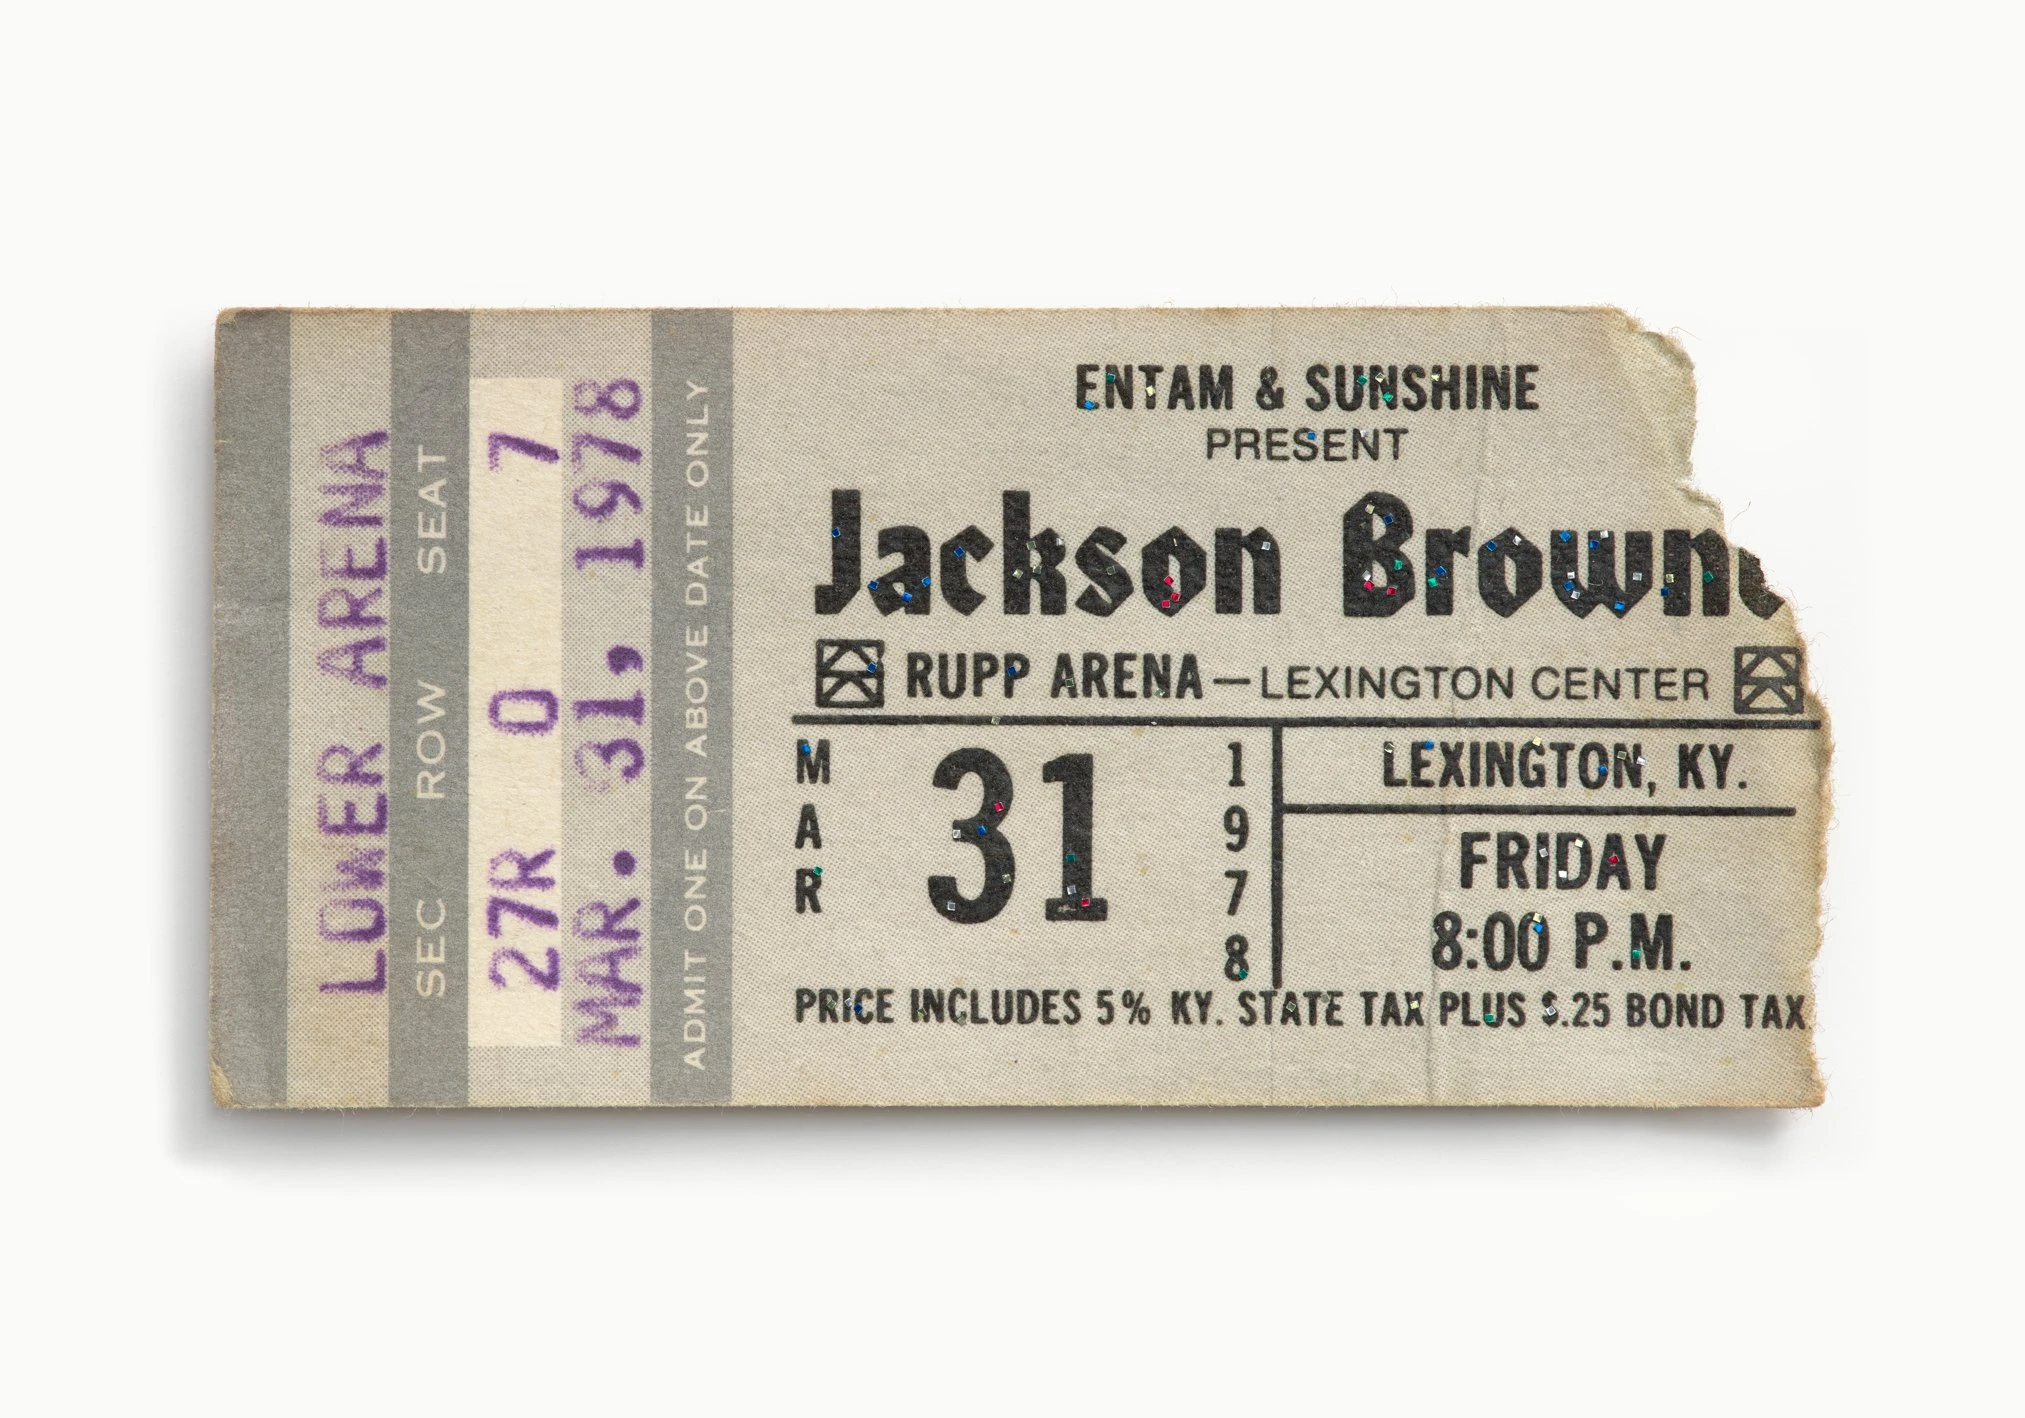 LOWER ARENA
SEC ROW SEAT
27R O 7
MAR. 31, 1978
ADMIT ONE ON ABOVE DATE ONLY
ENTAM & SUNSHINE
PRESENT
Jackson Browne
RUPP ARENA — LEXINGTON CENTER
MAR 31 1978
LEXINGTON, KY.
FRIDAY
8:00 P.M.
PRICE INCLUDES 5% KY. STATE TAX PLUS $.25 BOND TAX